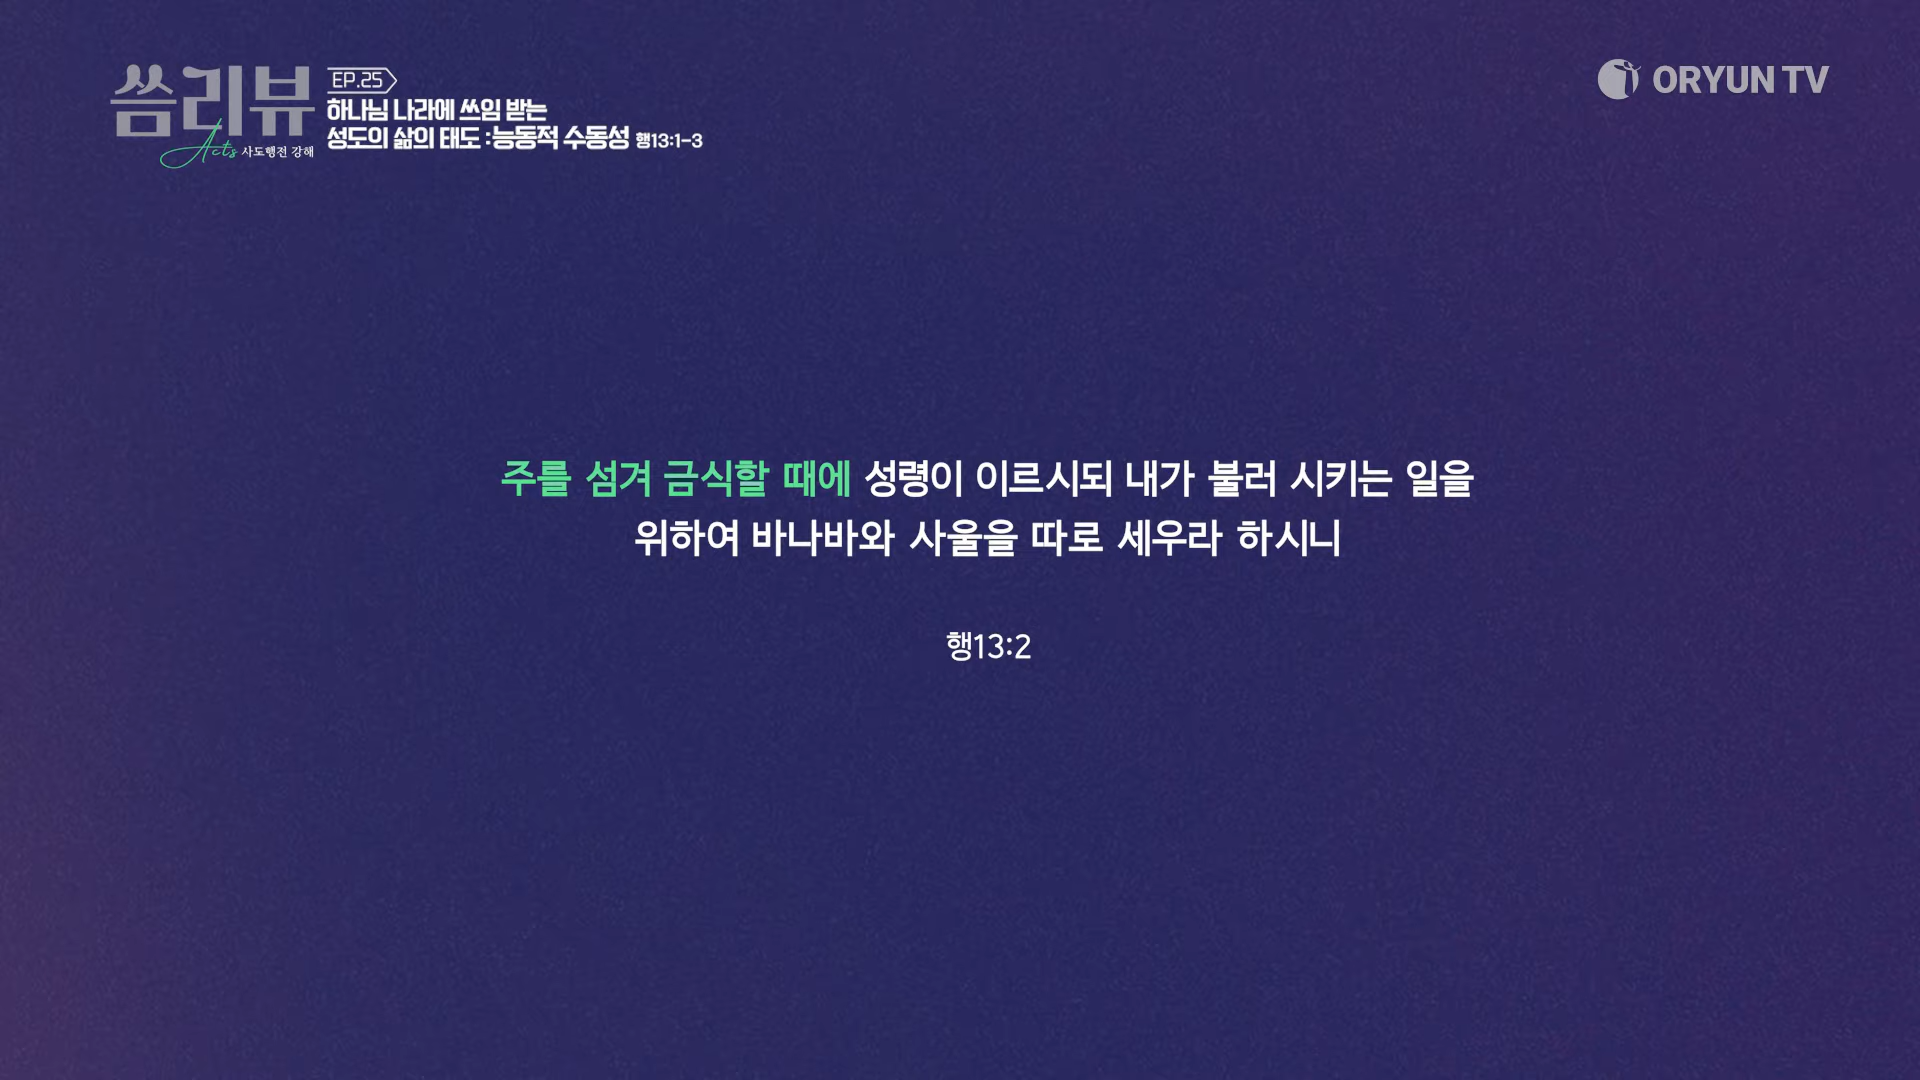 쏨리뷰
Acts 사도행전 강해
EP.25
하나님 나라에 쓰임 받는
성도의 삶의 태도 : 능동적 수동성 행13:1-3
ORYUN TV
주를 섬겨 금식할 때에 성령이 이르시되 내가 불러 시키는 일을
위하여 바나바와 사울을 따로 세우라 하시니
행13:2